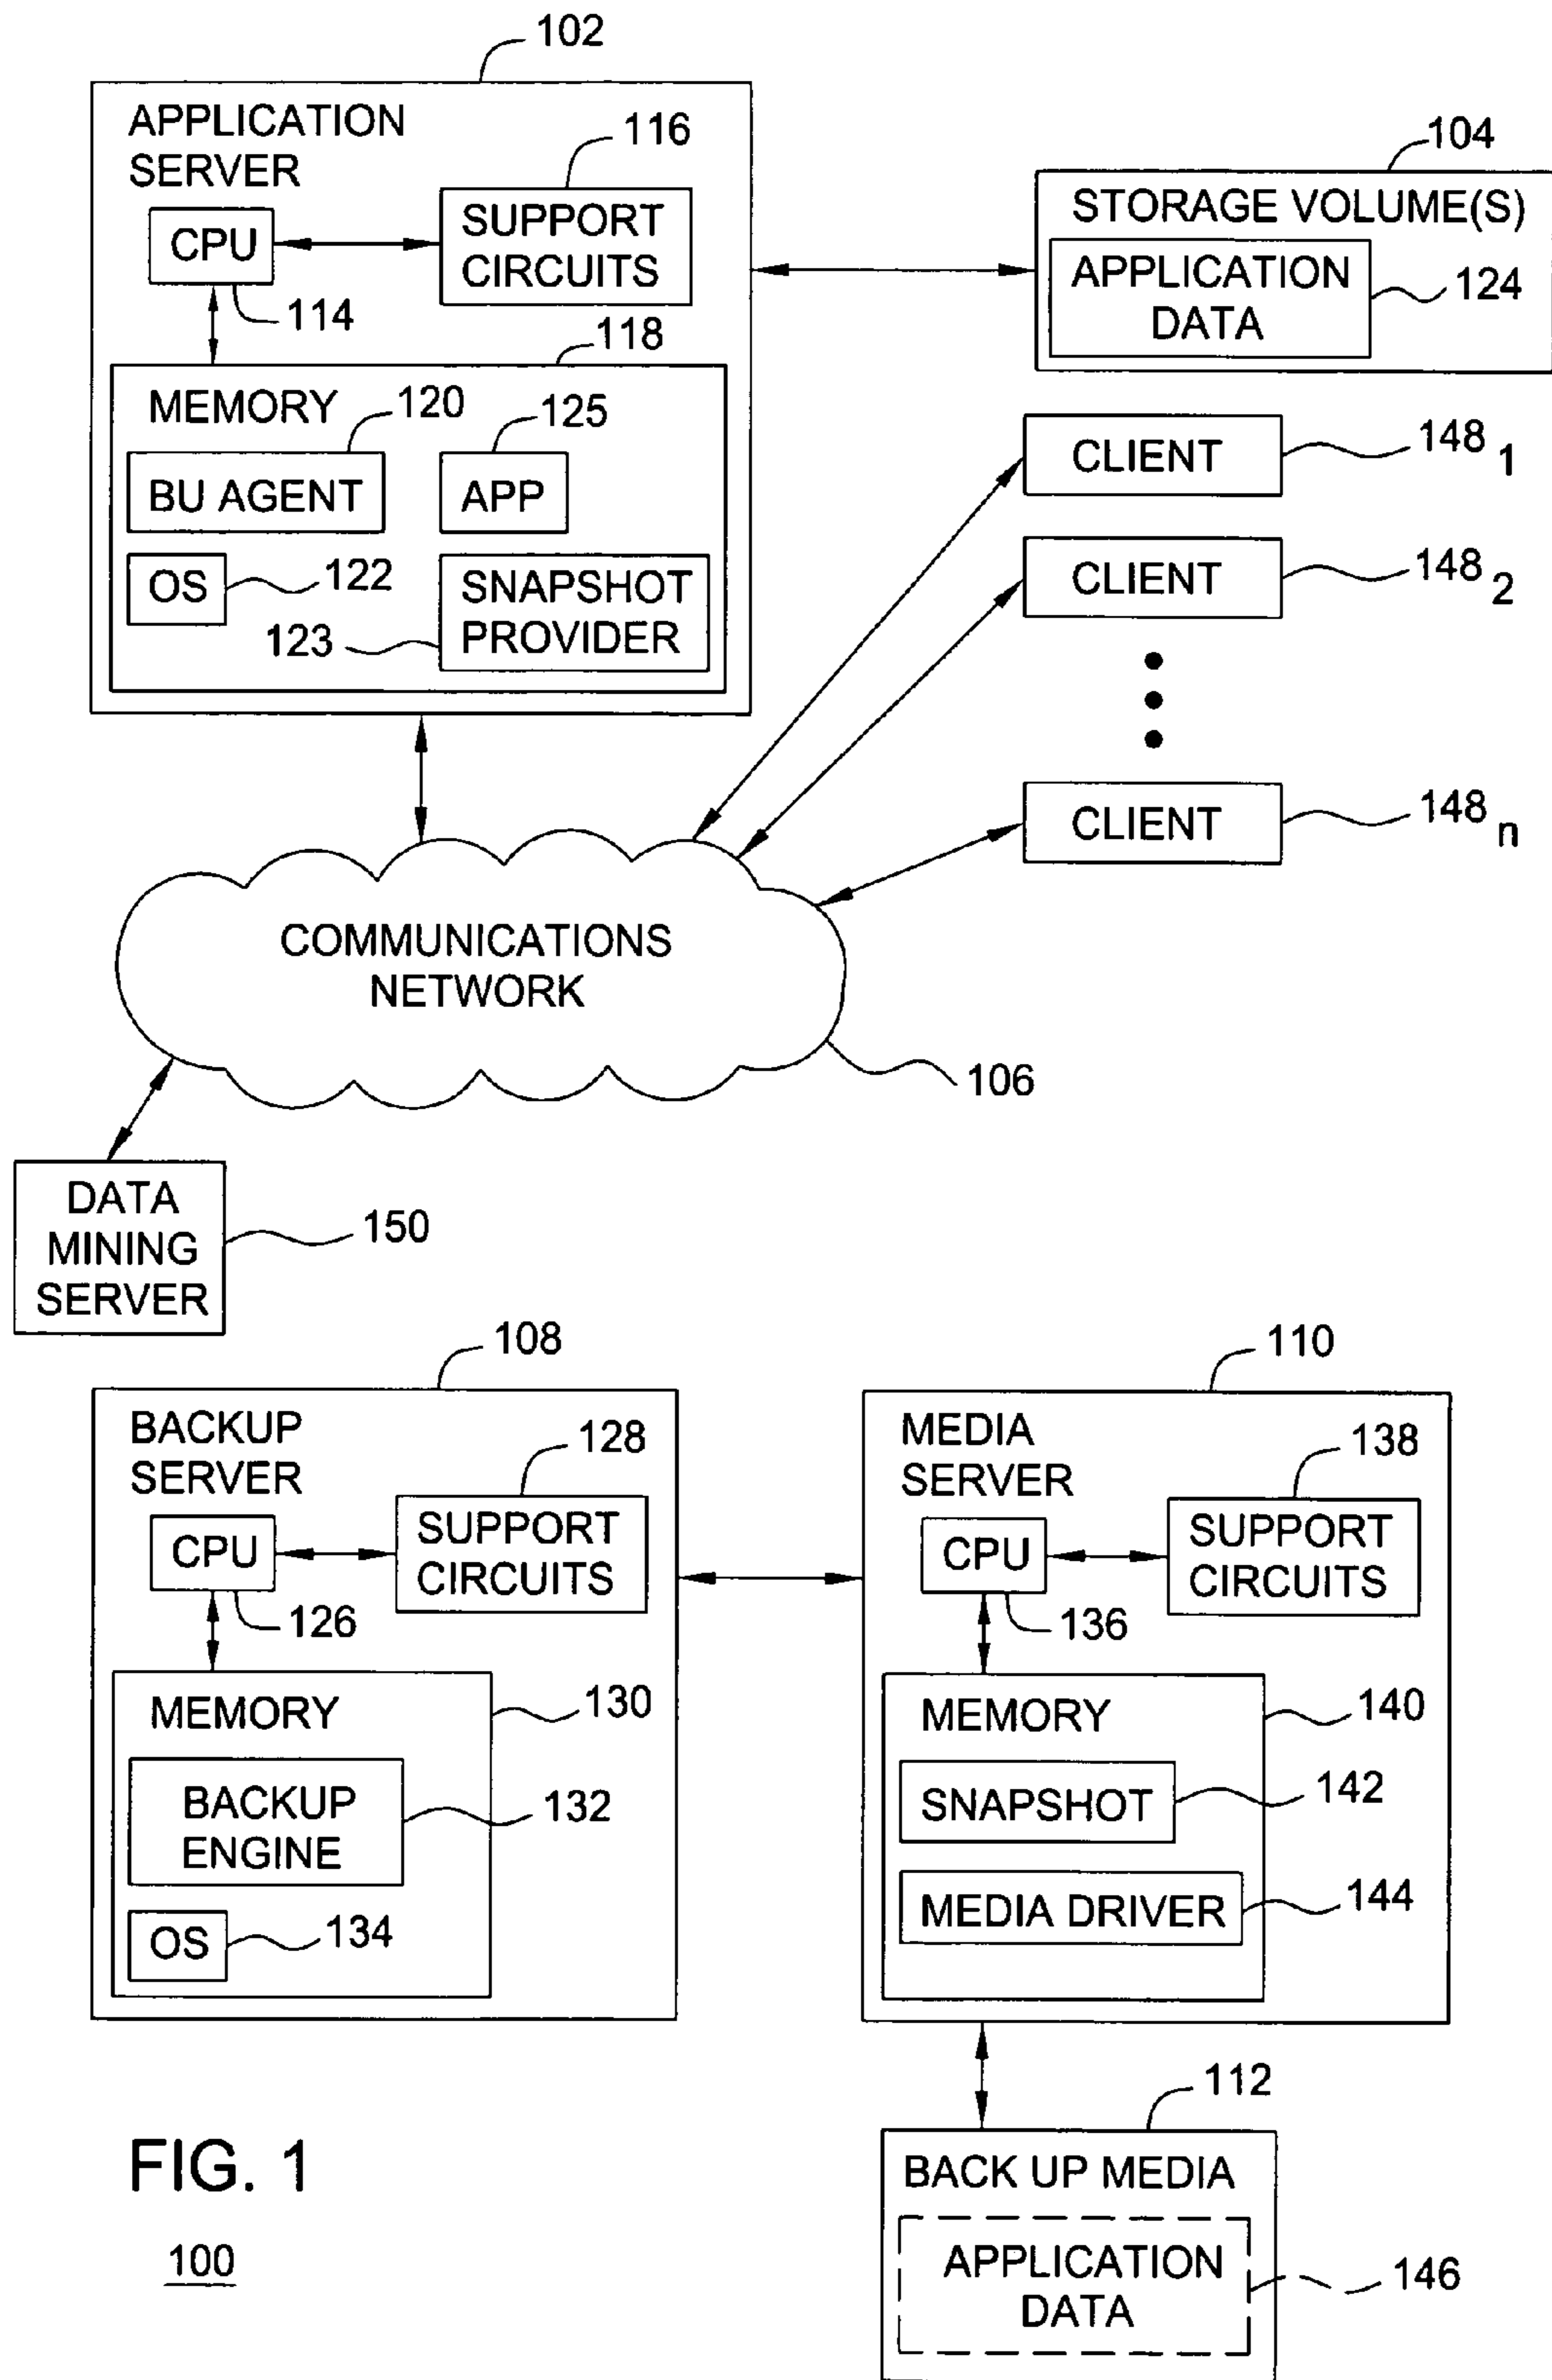 102
APPLICATION
SERVER
116
CPU
SUPPORT
CIRCUITS
114
118
MEMORY
120
125
BU AGENT
APP
OS
122
SNAPSHOT
PROVIDER
123
104
STORAGE VOLUME(S)
APPLICATION
DATA
124
CLIENT
148 1
CLIENT
148 2
CLIENT
148 n
COMMUNICATIONS
NETWORK
106
DATA
MINING
SERVER
150
108
BACKUP
SERVER
128
CPU
SUPPORT
CIRCUITS
126
MEMORY
130
BACKUP
ENGINE
132
OS
134
110
MEDIA
SERVER
138
CPU
SUPPORT
CIRCUITS
136
MEMORY
140
SNAPSHOT
142
MEDIA DRIVER
144
112
BACK UP MEDIA
APPLICATION
DATA
146
FIG. 1
100